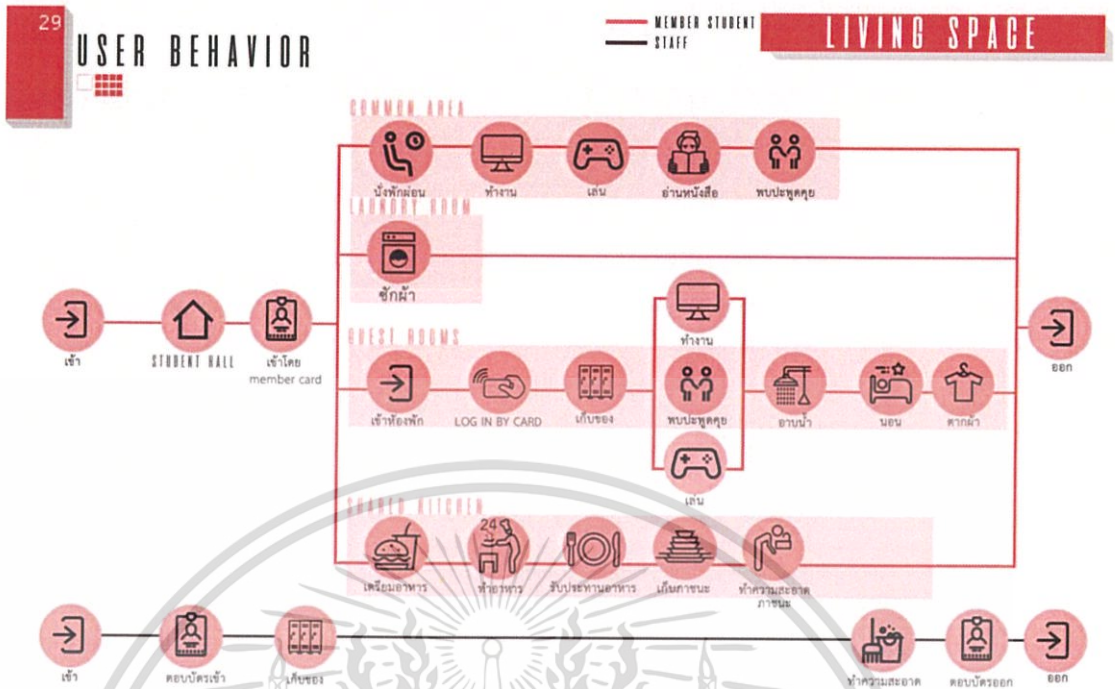 29
USER BEHAVIOR
MEMBER STUDENT
STAFF
LIVING SPACE
COMMON AREA
นั่งพักผ่อน
ทำงาน
เล่น
อ่านหนังสือ
พบปะพูดคุย
LAUNDRY ROOM
ซักผ้า
เข้า
STUDENT HALL
เข้าโดย
member card
GUEST ROOMS
เข้าห้องพัก
LOG IN BY CARD
เก็บของ
ทำงาน
พบปะพูดคุย
เล่น
อาบน้ำ
นอน
ตากผ้า
ออก
SHARED KITCHEN
24
เตรียมอาหาร
ทำอาหาร
รับประทานอาหาร
เก็บภาชนะ
ทำความสะอาด
ภาชนะ
เข้า
ตอบบัตรเข้า
เก็บของ
ทำความสะอาด
ตอบบัตรออก
ออก